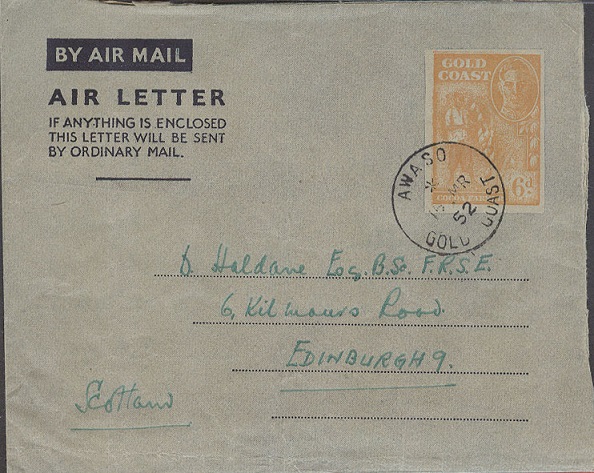 BY AIR MAIL
AIR LETTER
IF ANYTHING IS ENCLOSED
THIS LETTER WILL BE SENT
BY ORDINARY MAIL.
GOLD
COAST
6d
AWASO
MR
52
GOLD COAST
D Haldane Esq. B.Sc. F.R.S.E.
6, Kilmaurs Road
EDINBURGH 9.
Scotland